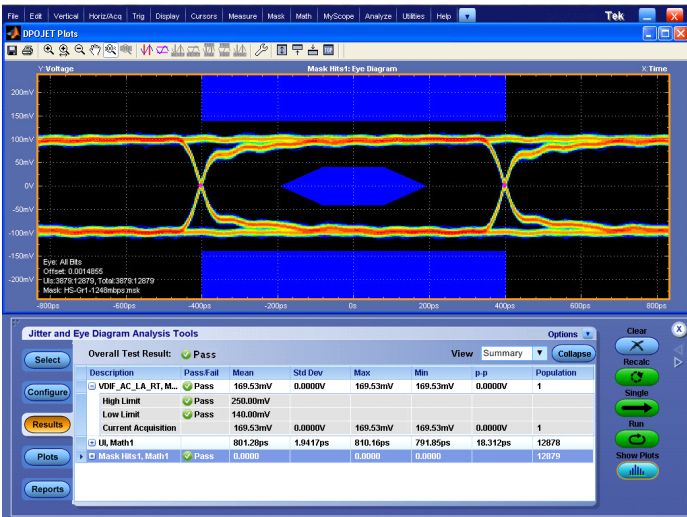 File Edit Vertical Horiz/Acq Trig Display Cursors Measure Mask Math MyScope Analyze Utilities Help Tek
DPOJET Plots
Y:Voltage Mask Hits1: Eye Diagram X:Time
200mV
150mV
100mV
50mV
0V
-50mV
-100mV
-150mV
-200mV
Eye: All Bits
Offset: 0.0014655
UIs:3879:12879, Total:3879:12879
Mask: HS-Gr1-1248mbps.msk
-800ps -600ps -400ps -200ps 0s 200ps 400ps 600ps 800ps
Jitter and Eye Diagram Analysis Tools Options Clear
Select Overall Test Result: Pass View Summary Collapse
Recalc
Description Pass/Fail Mean Std Dev Max Min p-p Population
VDIF_AC_LA_RT, M... Pass 169.53mV 0.0000V 169.53mV 169.53mV 0.0000V 1
Configure High Limit Pass 250.00mV Single
Low Limit Pass 140.00mV
Results Current Acquisition 169.53mV 0.0000V 169.53mV 169.53mV 0.0000V 1 Run
UI, Math1 801.28ps 1.9417ps 810.16ps 791.85ps 18.312ps 12878
Plots Mask Hits1, Math1 Pass 0.0000 0.0000 0.0000 12879 Show Plots
Reports